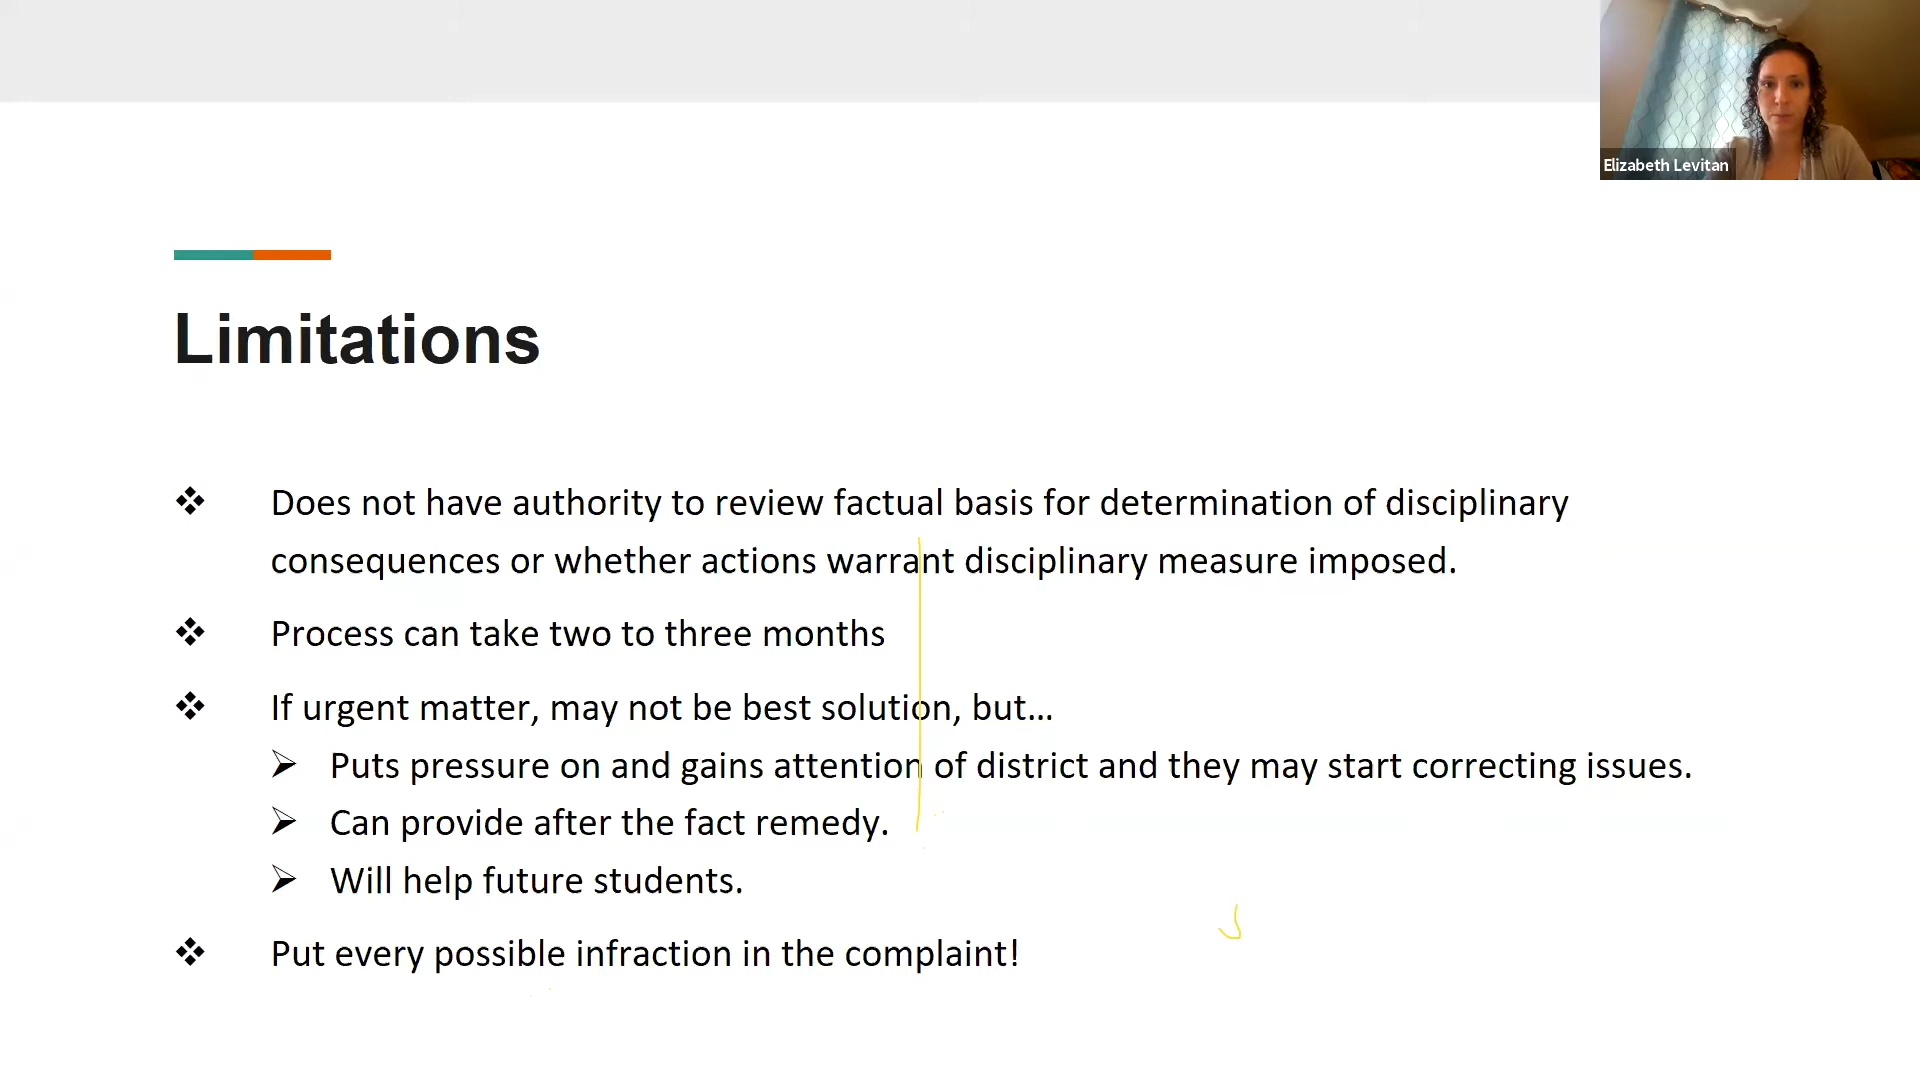 Elizabeth Levitan
Limitations
❖ Does not have authority to review factual basis for determination of disciplinary
consequences or whether actions warrant disciplinary measure imposed.
❖ Process can take two to three months
❖ If urgent matter, may not be best solution, but...
➢ Puts pressure on and gains attention of district and they may start correcting issues.
➢ Can provide after the fact remedy.
➢ Will help future students.
❖ Put every possible infraction in the complaint!